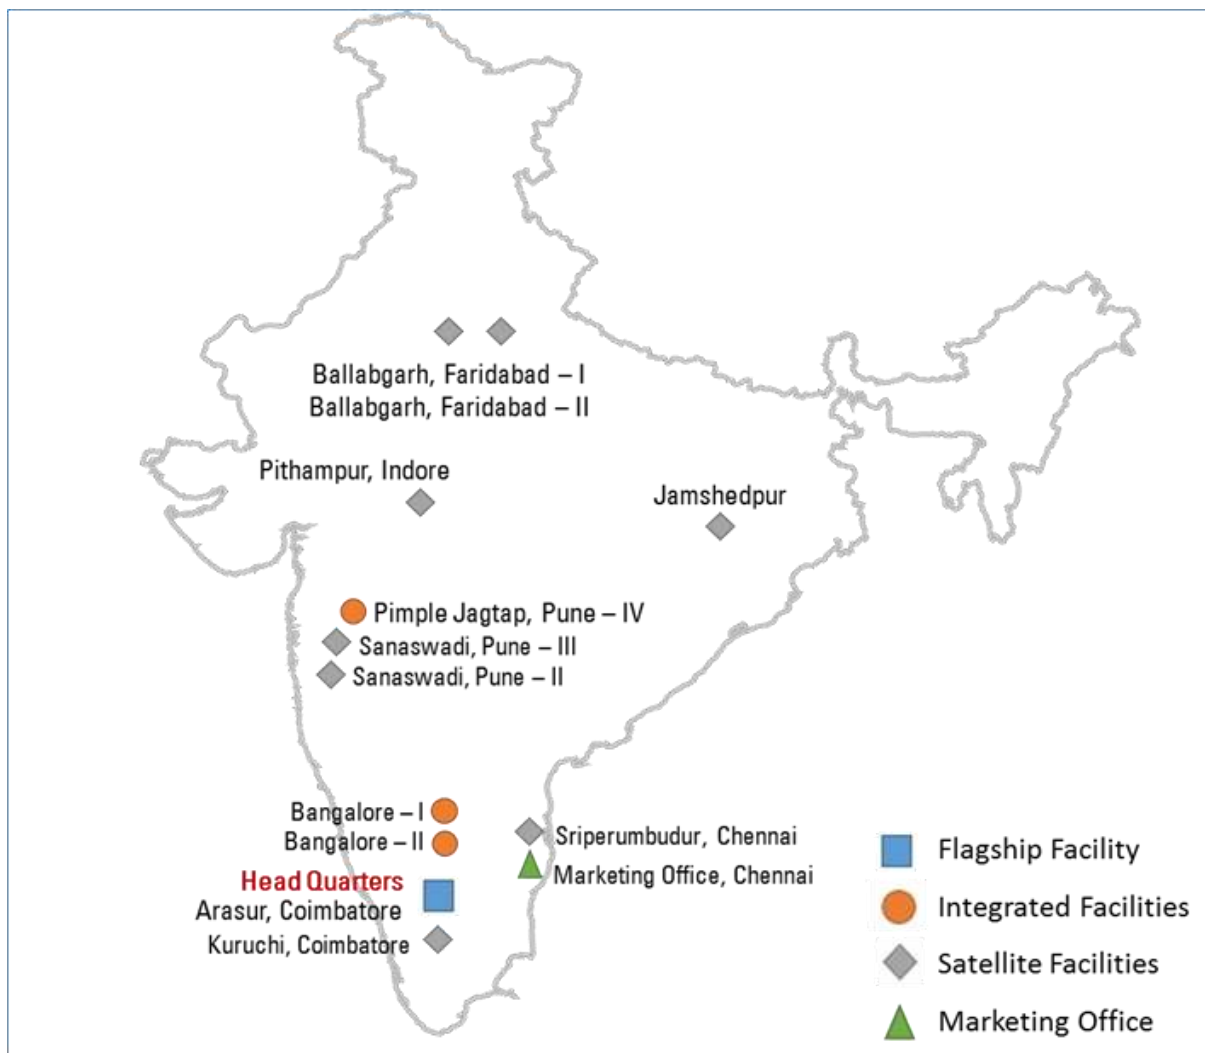 Ballabgarh, Faridabad – I
Ballabgarh, Faridabad – II
Pithampur, Indore
Jamshedpur
Pimple Jagtap, Pune – IV
Sanaswadi, Pune – III
Sanaswadi, Pune – II
Bangalore – I
Bangalore – II
Sriperumbudur, Chennai
Marketing Office, Chennai
Head Quarters
Arasur, Coimbatore
Kuruchi, Coimbatore
Flagship Facility
Integrated Facilities
Satellite Facilities
Marketing Office